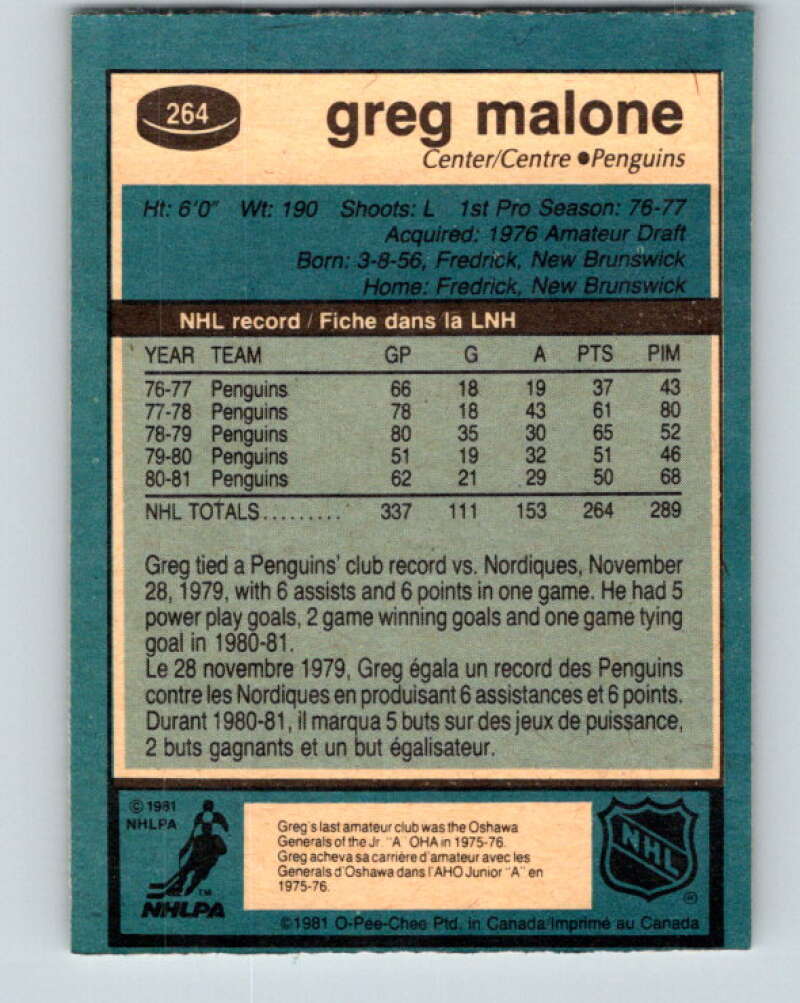 264
greg malone
Center/Centre ●Penguins
Ht: 6'0" Wt: 190 Shoots: L 1st Pro Season: 76-77
Acquired: 1976 Amateur Draft
Born: 3-8-56, Fredrick, New Brunswick
Home: Fredrick, New Brunswick
NHL record / Fiche dans la LNH
YEAR TEAM GP G A PTS PIM
76-77 Penguins 66 18 19 37 43
77-78 Penguins 78 18 43 61 80
78-79 Penguins 80 35 30 65 52
79-80 Penguins 51 19 32 51 46
80-81 Penguins 62 21 29 50 68
NHL TOTALS......... 337 111 153 264 289
Greg tied a Penguins' club record vs. Nordiques, November
28, 1979, with 6 assists and 6 points in one game. He had 5
power play goals, 2 game winning goals and one game tying
goal in 1980-81.
Le 28 novembre 1979, Greg égala un record des Penguins
contre les Nordiques en produisant 6 assistances et 6 points.
Durant 1980-81, il marqua 5 buts sur des jeux de puissance,
2 buts gagnants et un but égalisateur.
©1981
NHLPA
TM
NHLPA
Greg's last amateur club was the Oshawa
Generals of the Jr. "A" OHA in 1975-76.
Greg acheva sa carrière d'amateur avec les
Generals d'Oshawa dans l'AHO Junior "A" en
1975-76.
NHL
©1981 O-Pee-Chee Ptd. in Canada/Imprimé au Canada